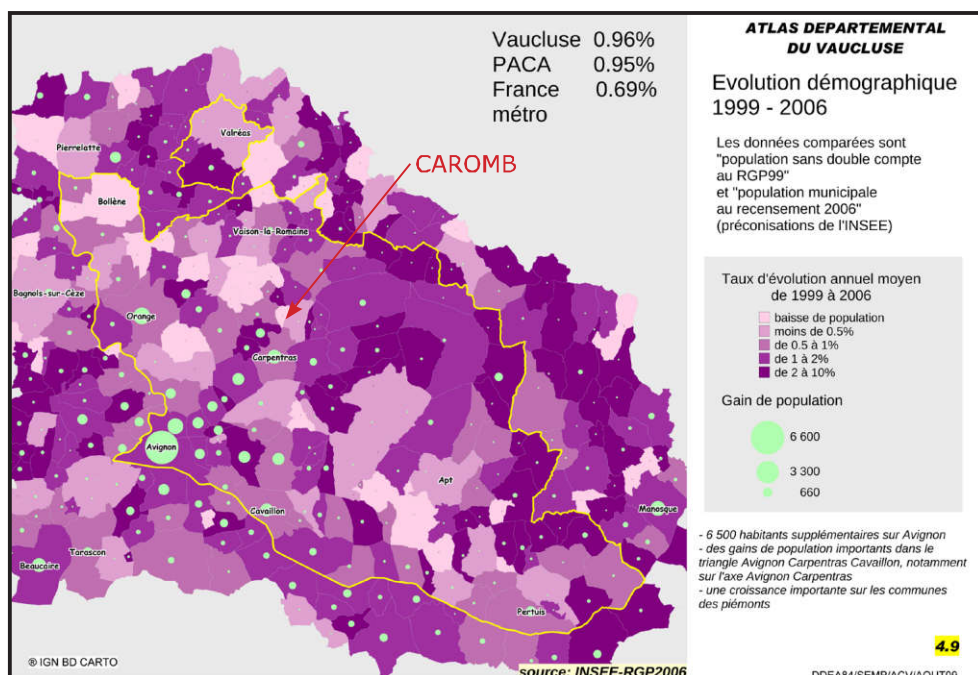 Vaucluse 0.96%
PACA 0.95%
France 0.69%
métro
CAROMB
Valréas
Pierrelatte
Bollène
Vaison-la-Romaine
Bagnols-sur-Cèze
Orange
Carpentras
Avignon
Apt
Cavaillon
Manosque
Tarascon
Beaucaire
Pertuis
® IGN BD CARTO
source: INSEE-RGP2006
ATLAS DEPARTEMENTAL
DU VAUCLUSE
Evolution démographique
1999 - 2006
Les données comparées sont
"population sans double compte
au RGP99"
et "population municipale
au recensement 2006"
(préconisations de l'INSEE)
Taux d'évolution annuel moyen
de 1999 à 2006
baisse de population
moins de 0.5%
de 0.5 à 1%
de 1 à 2%
de 2 à 10%
Gain de population
6 600
3 300
660
- 6 500 habitants supplémentaires sur Avignon
- des gains de population importants dans le
triangle Avignon Carpentras Cavaillon, notamment
sur l'axe Avignon Carpentras
- une croissance importante sur les communes
des piémonts
4.9
DDEA84/SEMP/ACV/AOUT09